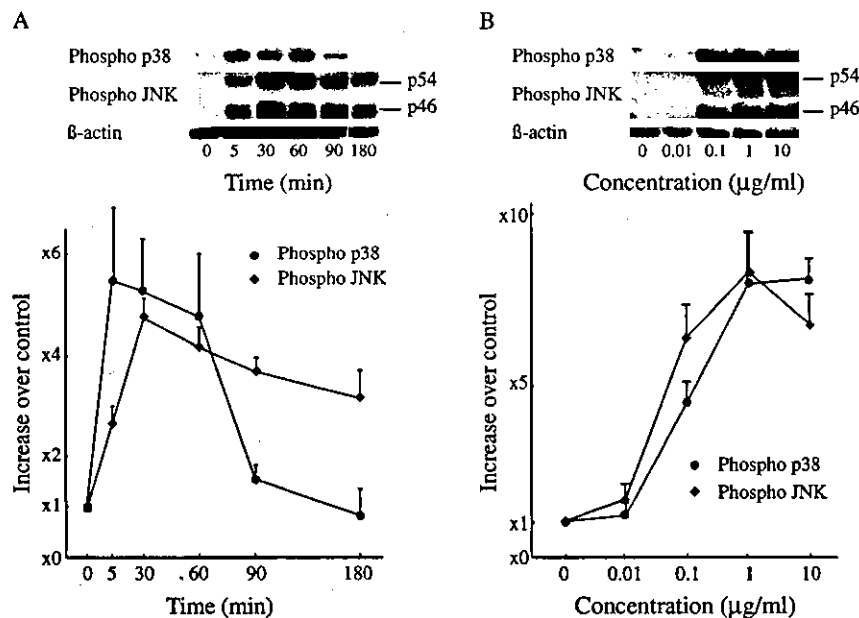 A
Phospho p38
Phospho JNK
p54
p46
ß-actin
0 5 30 60 90 180
Time (min)
x6
x4
x2
x1
x0
Increase over control
Phospho p38
Phospho JNK
0 5 30 60 90 180
Time (min)
B
Phospho p38
Phospho JNK
p54
p46
ß-actin
0 0.01 0.1 1 10
Concentration (µg/ml)
x10
x5
x1
x0
Increase over control
Phospho p38
Phospho JNK
0 0.01 0.1 1 10
Concentration (µg/ml)